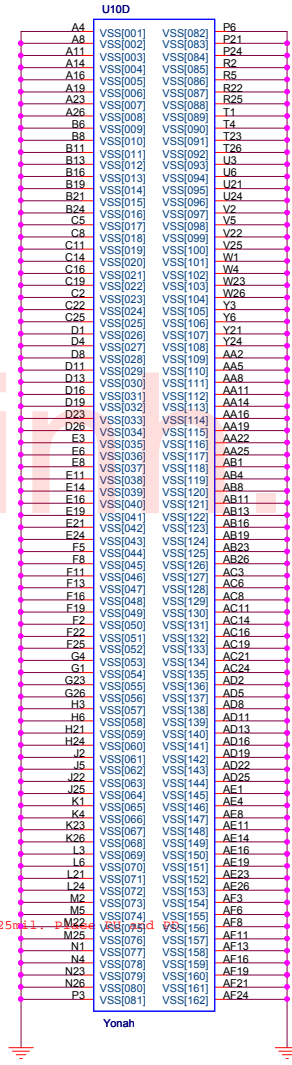 U10D
A4 VSS[001] VSS[082] P6
A8 VSS[002] VSS[083] P21
A11 VSS[003] VSS[084] P24
A14 VSS[004] VSS[085] R2
A16 VSS[005] VSS[086] R5
A19 VSS[006] VSS[087] R22
A23 VSS[007] VSS[088] R25
A26 VSS[008] VSS[089] T1
B6 VSS[009] VSS[090] T4
B8 VSS[010] VSS[091] T23
B11 VSS[011] VSS[092] T26
B13 VSS[012] VSS[093] U3
B16 VSS[013] VSS[094] U6
B19 VSS[014] VSS[095] U21
B21 VSS[015] VSS[096] U24
B24 VSS[016] VSS[097] V2
C5 VSS[017] VSS[098] V5
C8 VSS[018] VSS[099] V22
C11 VSS[019] VSS[100] V25
C14 VSS[020] VSS[101] W1
C16 VSS[021] VSS[102] W4
C19 VSS[022] VSS[103] W23
C2 VSS[023] VSS[104] W26
C22 VSS[024] VSS[105] Y3
C25 VSS[025] VSS[106] Y6
D1 VSS[026] VSS[107] Y21
D4 VSS[027] VSS[108] Y24
D8 VSS[028] VSS[109] AA2
D11 VSS[029] VSS[110] AA5
D13 VSS[030] VSS[111] AA8
D16 VSS[031] VSS[112] AA11
D19 VSS[032] VSS[113] AA14
D23 VSS[033] VSS[114] AA16
D26 VSS[034] VSS[115] AA19
E3 VSS[035] VSS[116] AA22
E6 VSS[036] VSS[117] AA25
E8 VSS[037] VSS[118] AB1
E11 VSS[038] VSS[119] AB4
E14 VSS[039] VSS[120] AB8
E16 VSS[040] VSS[121] AB11
E19 VSS[041] VSS[122] AB13
E21 VSS[042] VSS[123] AB16
E24 VSS[043] VSS[124] AB19
F5 VSS[044] VSS[125] AB23
F8 VSS[045] VSS[126] AB26
F11 VSS[046] VSS[127] AC3
F13 VSS[047] VSS[128] AC6
F16 VSS[048] VSS[129] AC8
F19 VSS[049] VSS[130] AC11
F2 VSS[050] VSS[131] AC14
F22 VSS[051] VSS[132] AC16
F25 VSS[052] VSS[133] AC19
G4 VSS[053] VSS[134] AC21
G1 VSS[054] VSS[135] AC24
G23 VSS[055] VSS[136] AD2
G26 VSS[056] VSS[137] AD5
H3 VSS[057] VSS[138] AD8
H6 VSS[058] VSS[139] AD11
H21 VSS[059] VSS[140] AD13
H24 VSS[060] VSS[141] AD16
J2 VSS[061] VSS[142] AD19
J5 VSS[062] VSS[143] AD22
J22 VSS[063] VSS[144] AD25
J25 VSS[064] VSS[145] AE1
K1 VSS[065] VSS[146] AE4
K4 VSS[066] VSS[147] AE8
K23 VSS[067] VSS[148] AE11
K26 VSS[068] VSS[149] AE14
L3 VSS[069] VSS[150] AE16
L6 VSS[070] VSS[151] AE19
L21 VSS[071] VSS[152] AE23
L24 VSS[072] VSS[153] AE26
M2 VSS[073] VSS[154] AF3
M5 VSS[074] VSS[155] AF6
M22 VSS[075] VSS[156] AF8
25mil. Place PU and PD
M25 VSS[076] VSS[157] AF11
N1 VSS[077] VSS[158] AF13
N4 VSS[078] VSS[159] AF16
N23 VSS[079] VSS[160] AF19
N26 VSS[080] VSS[161] AF21
P3 VSS[081] VSS[162] AF24
Yonah